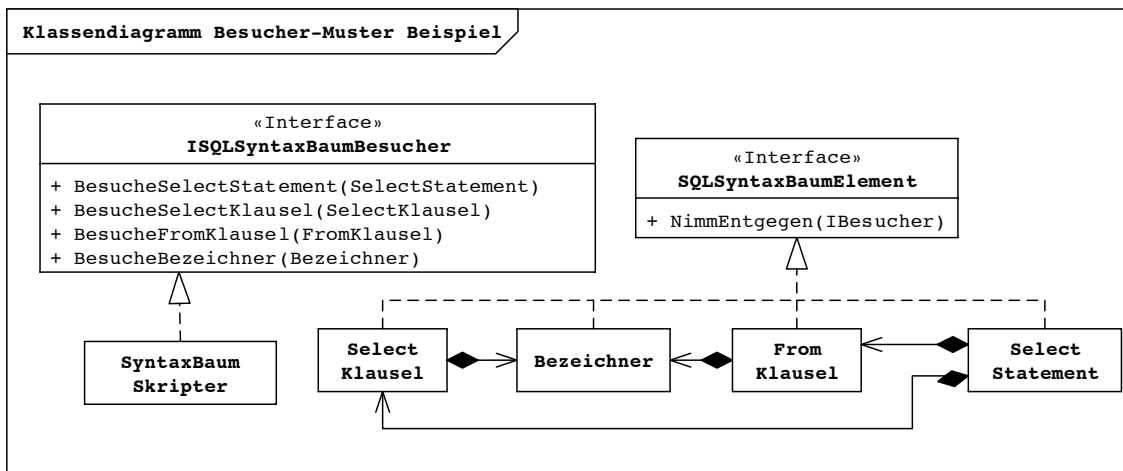 Klassendiagramm Besucher-Muster Beispiel
«Interface»
ISQLSyntaxBaumBesucher
+ BesucheSelectStatement(SelectStatement)
+ BesucheSelectKlausel(SelectKlausel)
+ BesucheFromKlausel(FromKlausel)
+ BesucheBezeichner(Bezeichner)
«Interface»
SQLSyntaxBaumElement
+ NimmEntgegen(IBesucher)
SyntaxBaum
Skripter
Select
Klausel
Bezeichner
From
Klausel
Select
Statement